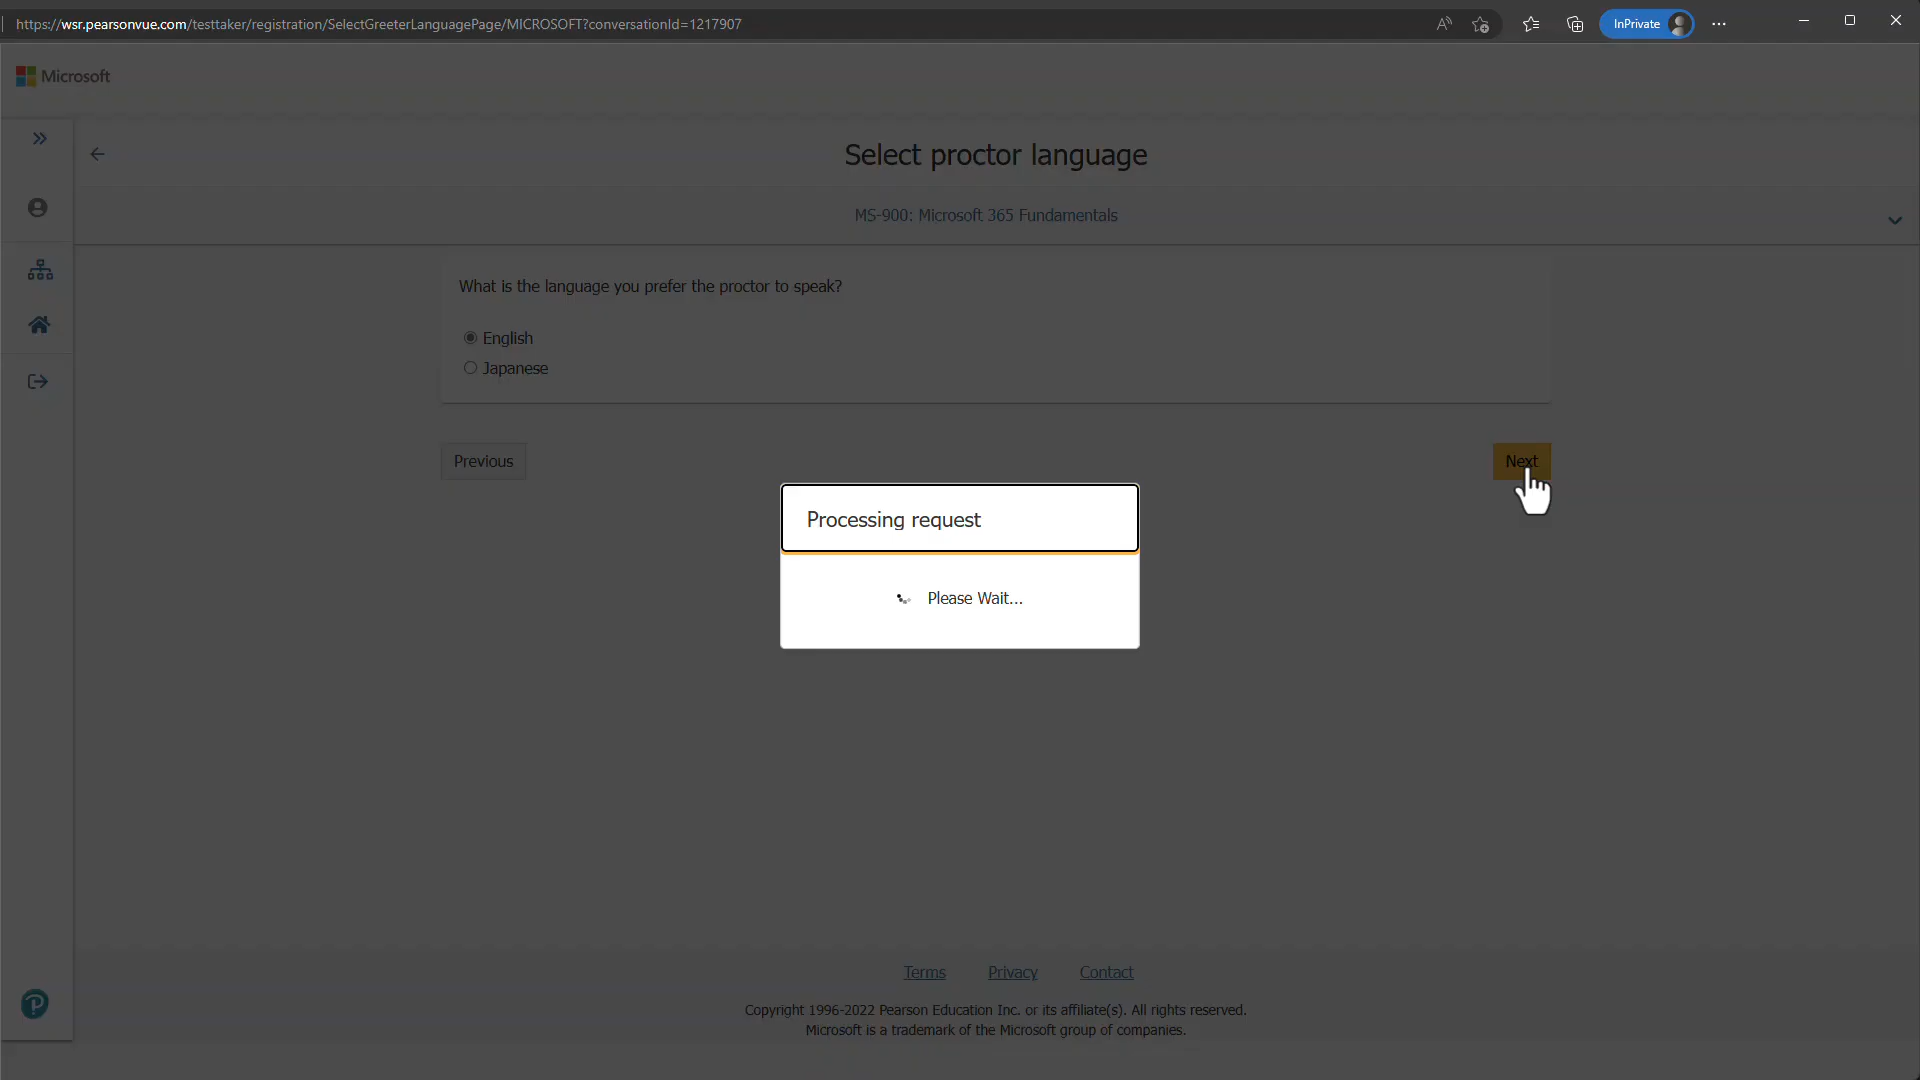 https://wsr.pearsonvue.com/testtaker/registration/SelectGreeterLanguagePage/MICROSOFT?conversationId=1217907
InPrivate
Microsoft
Select proctor language
MS-900: Microsoft 365 Fundamentals
What is the language you prefer the proctor to speak?
English
Japanese
Previous
Next
Processing request
Please Wait...
Terms Privacy Contact
Copyright 1996-2022 Pearson Education Inc. or its affiliate(s). All rights reserved.
Microsoft is a trademark of the Microsoft group of companies.